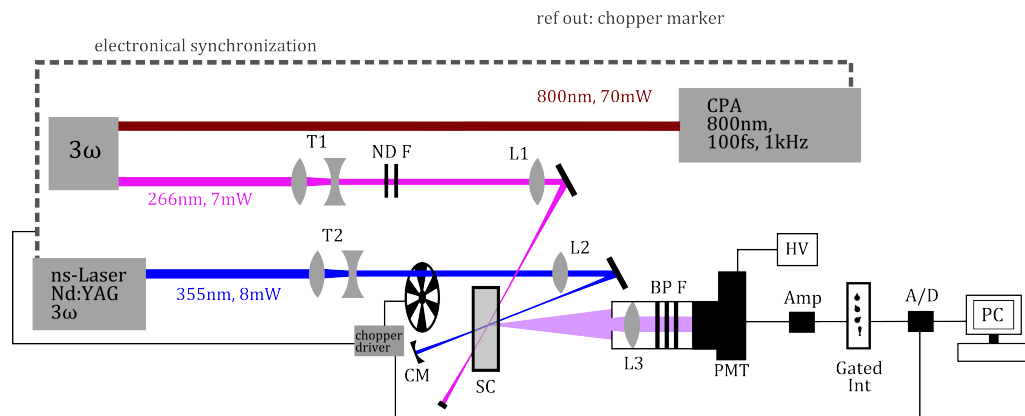 ref out: chopper marker
electronical synchronization
800nm, 70mW
CPA
800nm,
100fs, 1kHz
3ω
T1
ND F
L1
266nm, 7mW
T2
L2
HV
ns-Laser
Nd:YAG
3ω
355nm, 8mW
BP F
Amp
A/D
PC
chopper
driver
CM
SC
L3
PMT
Gated
Int